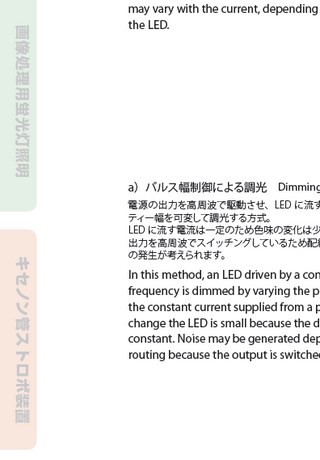 may vary with the current, depending
the LED.
画像処理用蛍光灯照明
a）パルス幅制御による調光 Dimming
電源の出力を高周波で駆動させ、LED に流す
ティー幅を可変して調光する方式。
LED に流す電流は一定のため色味の変化は少
出力を高周波でスイッチングしているため配線
の発生が考えられます。
In this method, an LED driven by a con
frequency is dimmed by varying the p
the constant current supplied from a p
change the LED is small because the d
constant. Noise may be generated dep
routing because the output is switche
キセノン管ストロボ装置